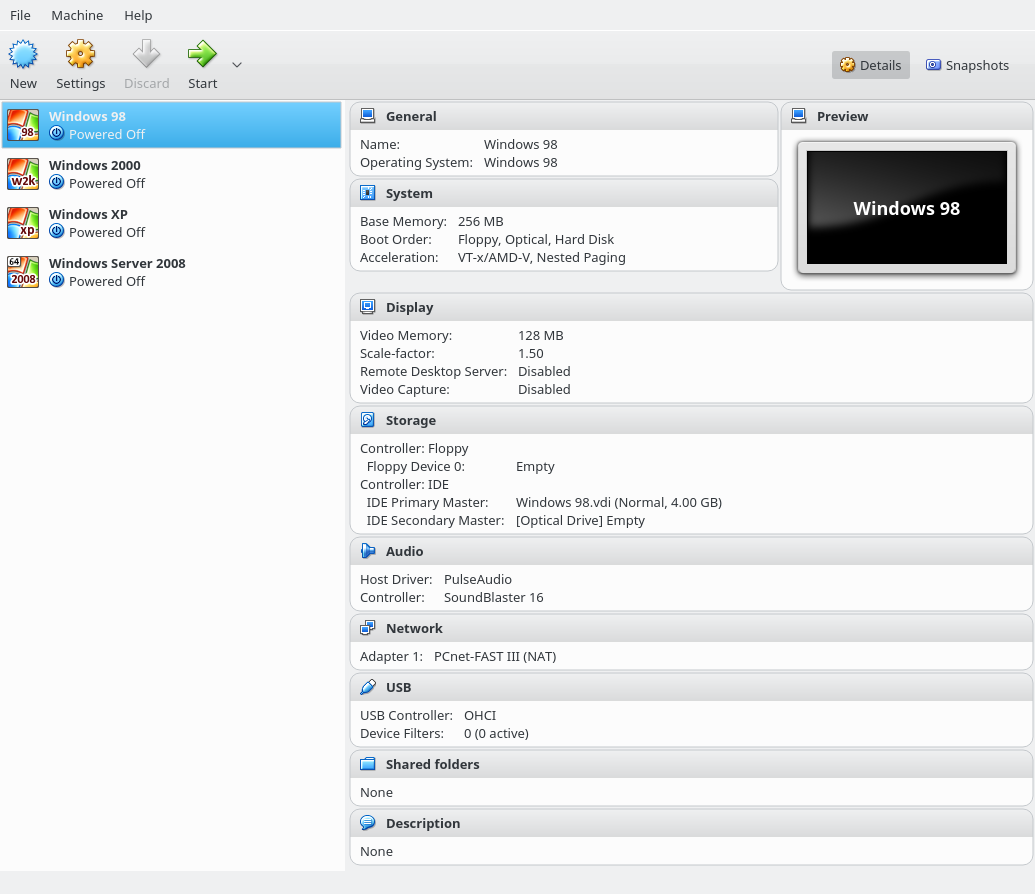 File Machine Help
New Settings Discard Start
Details Snapshots
98
Windows 98
Powered Off
w2k
Windows 2000
Powered Off
xp
Windows XP
Powered Off
64
2008
Windows Server 2008
Powered Off
General
Name: Windows 98
Operating System: Windows 98
System
Base Memory: 256 MB
Boot Order: Floppy, Optical, Hard Disk
Acceleration: VT-x/AMD-V, Nested Paging
Preview
Windows 98
Display
Video Memory: 128 MB
Scale-factor: 1.50
Remote Desktop Server: Disabled
Video Capture: Disabled
Storage
Controller: Floppy
Floppy Device 0: Empty
Controller: IDE
IDE Primary Master: Windows 98.vdi (Normal, 4.00 GB)
IDE Secondary Master: [Optical Drive] Empty
Audio
Host Driver: PulseAudio
Controller: SoundBlaster 16
Network
Adapter 1: PCnet-FAST III (NAT)
USB
USB Controller: OHCI
Device Filters: 0 (0 active)
Shared folders
None
Description
None